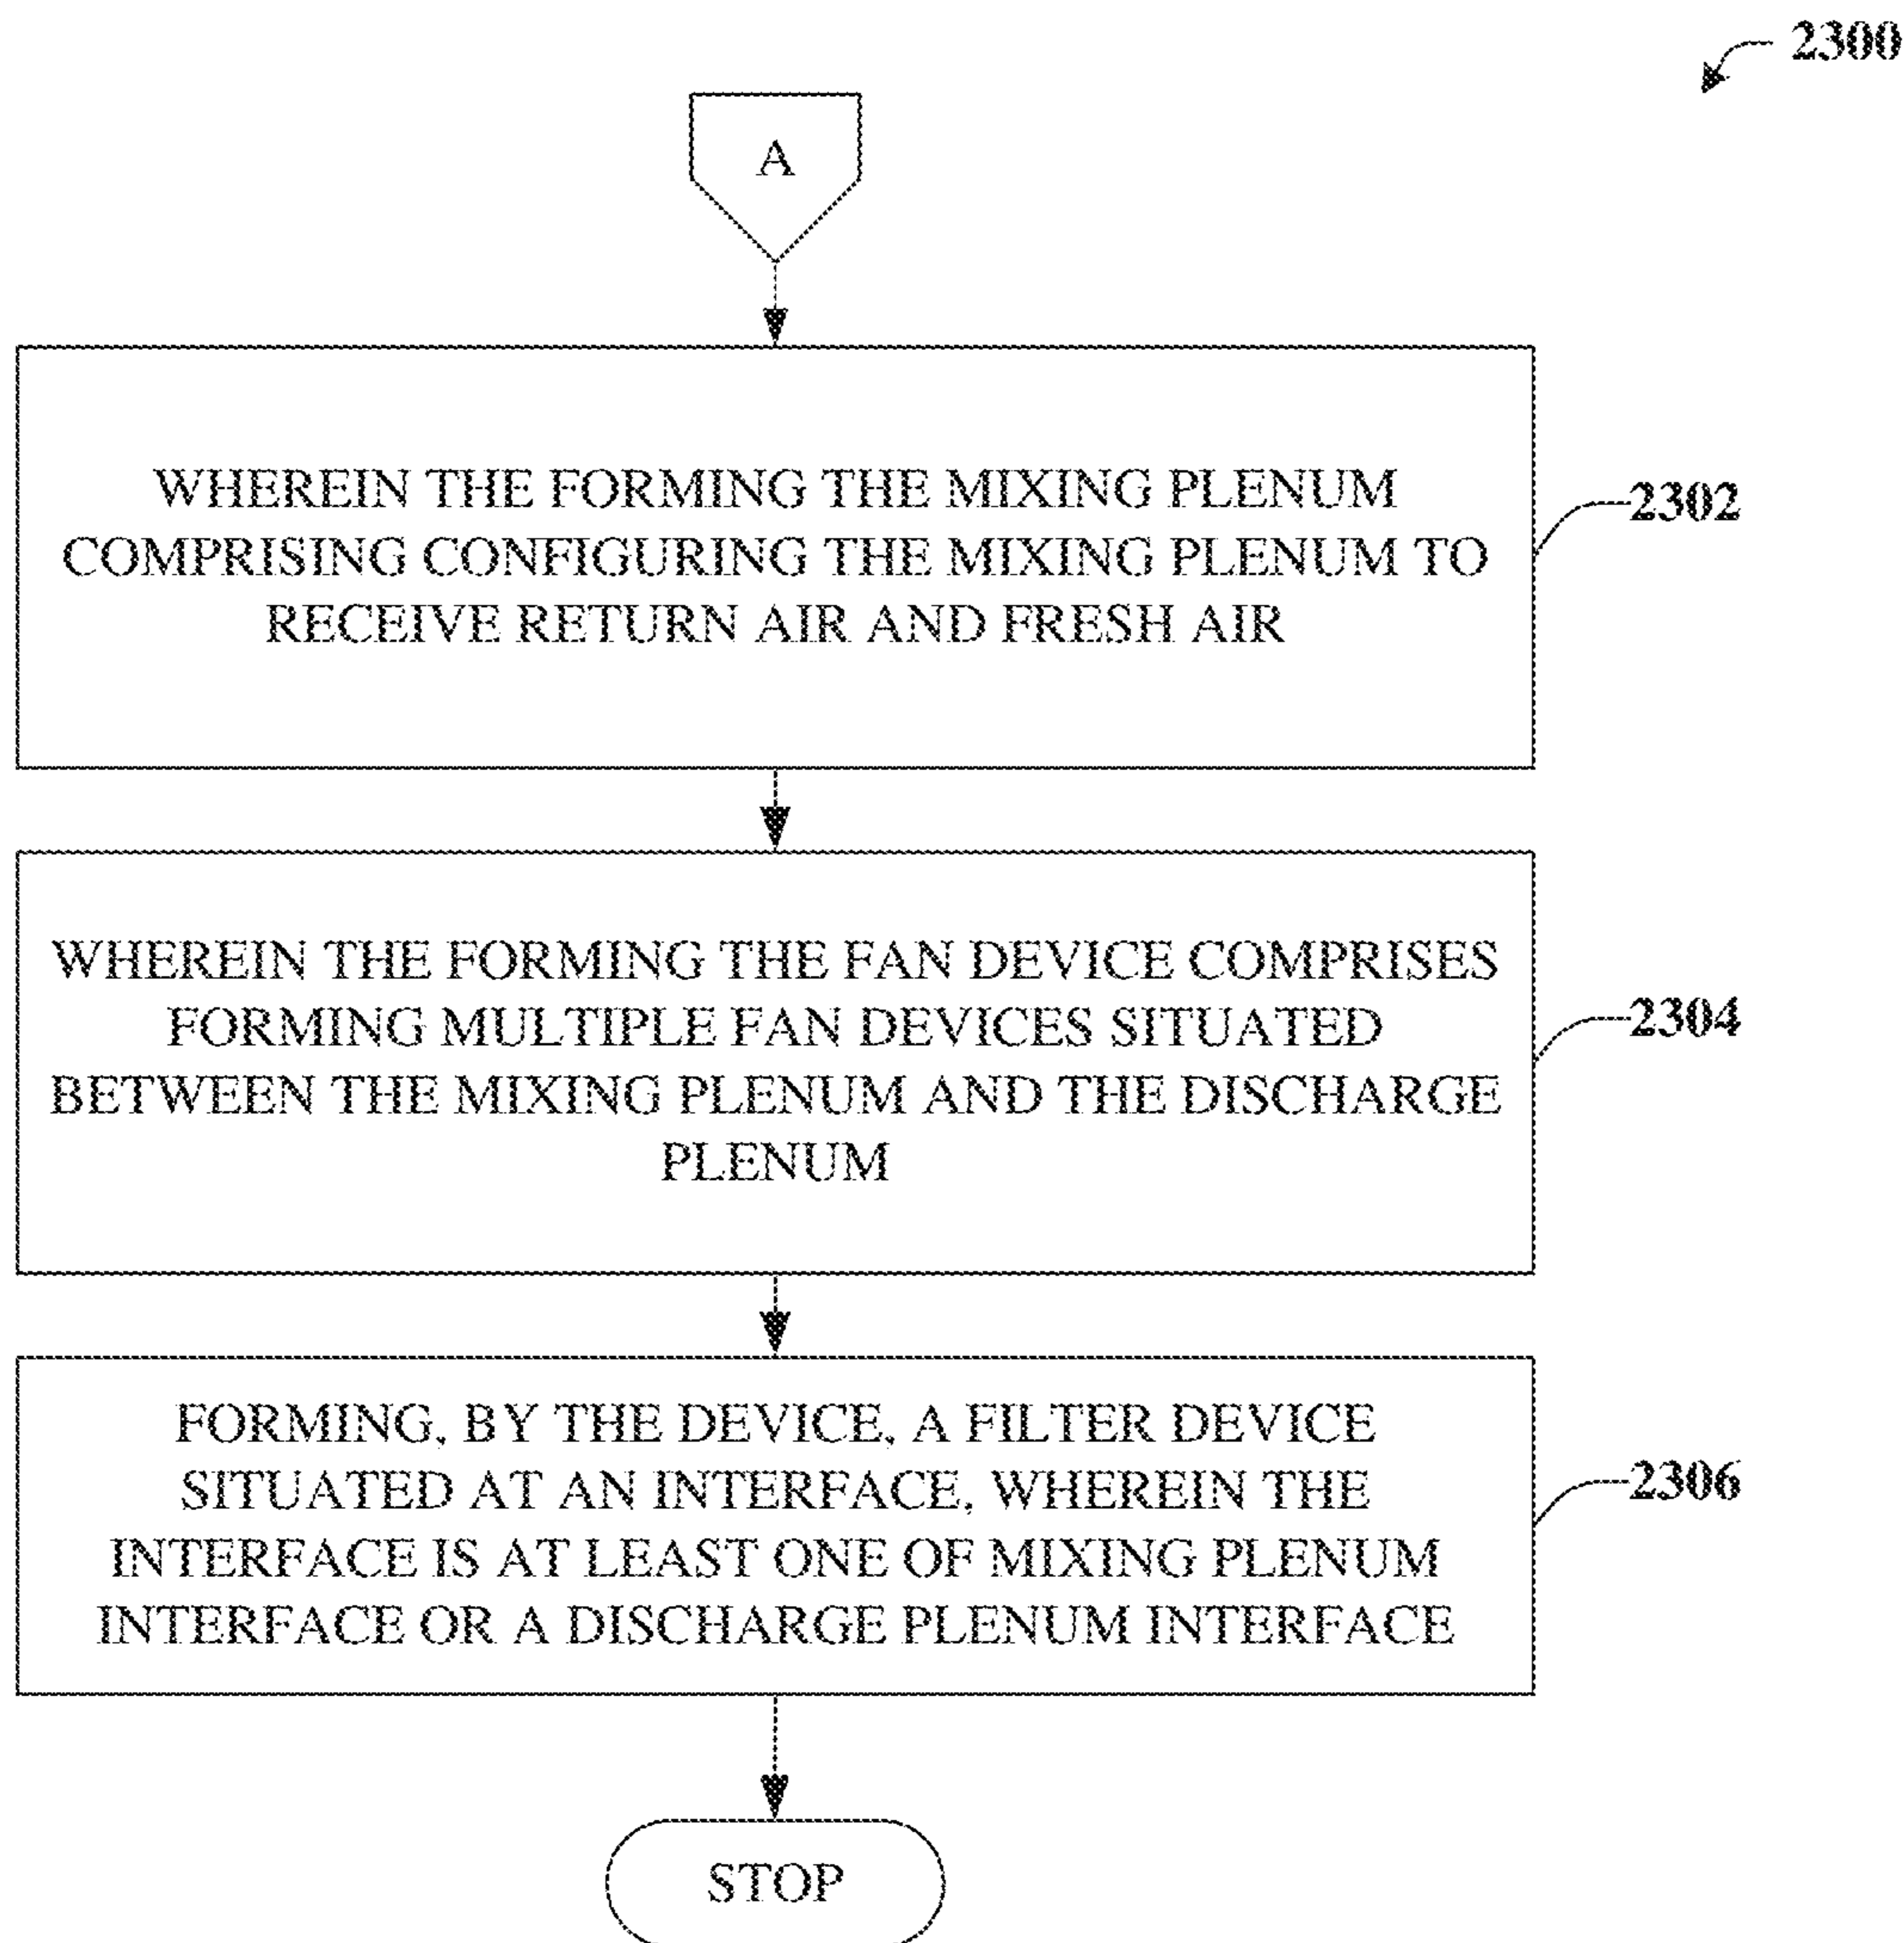 2300
A
WHEREIN THE FORMING THE MIXING PLENUM
COMPRISING CONFIGURING THE MIXING PLENUM TO
RECEIVE RETURN AIR AND FRESH AIR
2302
WHEREIN THE FORMING THE FAN DEVICE COMPRISES
FORMING MULTIPLE FAN DEVICES SITUATED
BETWEEN THE MIXING PLENUM AND THE DISCHARGE
PLENUM
2304
FORMING, BY THE DEVICE, A FILTER DEVICE
SITUATED AT AN INTERFACE, WHEREIN THE
INTERFACE IS AT LEAST ONE OF MIXING PLENUM
INTERFACE OR A DISCHARGE PLENUM INTERFACE
2306
STOP